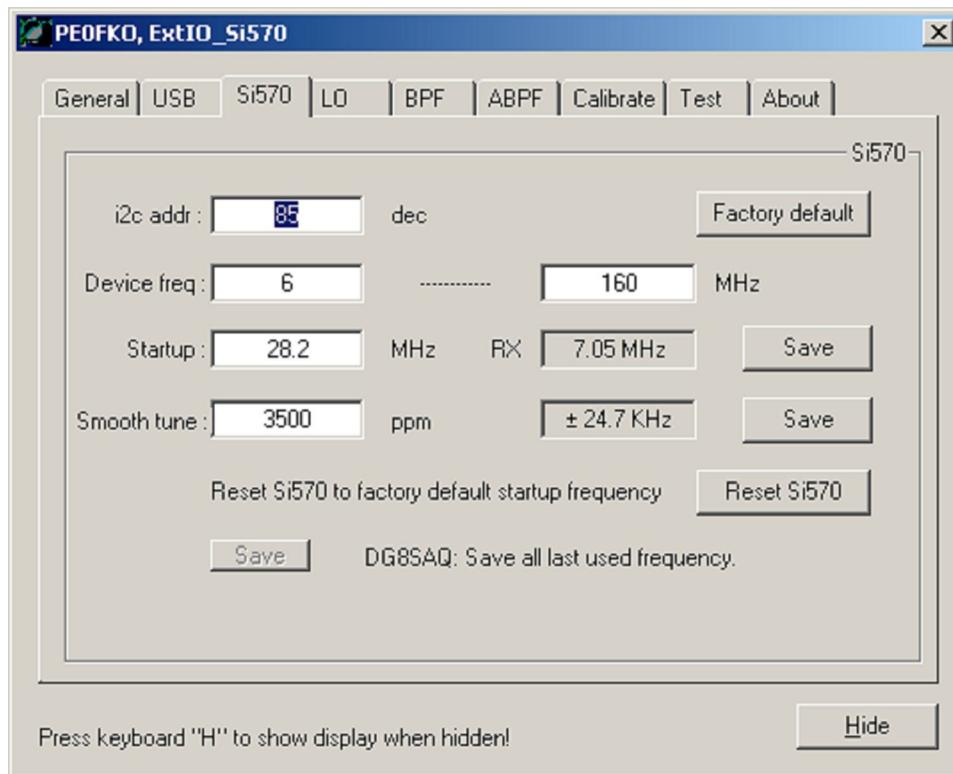 PE0FKO, ExtIO_Si570
General USB Si570 LO BPF ABPF Calibrate Test About
Si570
i2c addr : 85 dec Factory default
Device freq : 6 ------------ 160 MHz
Startup : 28.2 MHz RX 7.05 MHz Save
Smooth tune : 3500 ppm ± 24.7 KHz Save
Reset Si570 to factory default startup frequency Reset Si570
Save DG8SAQ: Save all last used frequency.
Press keyboard "H" to show display when hidden! Hide